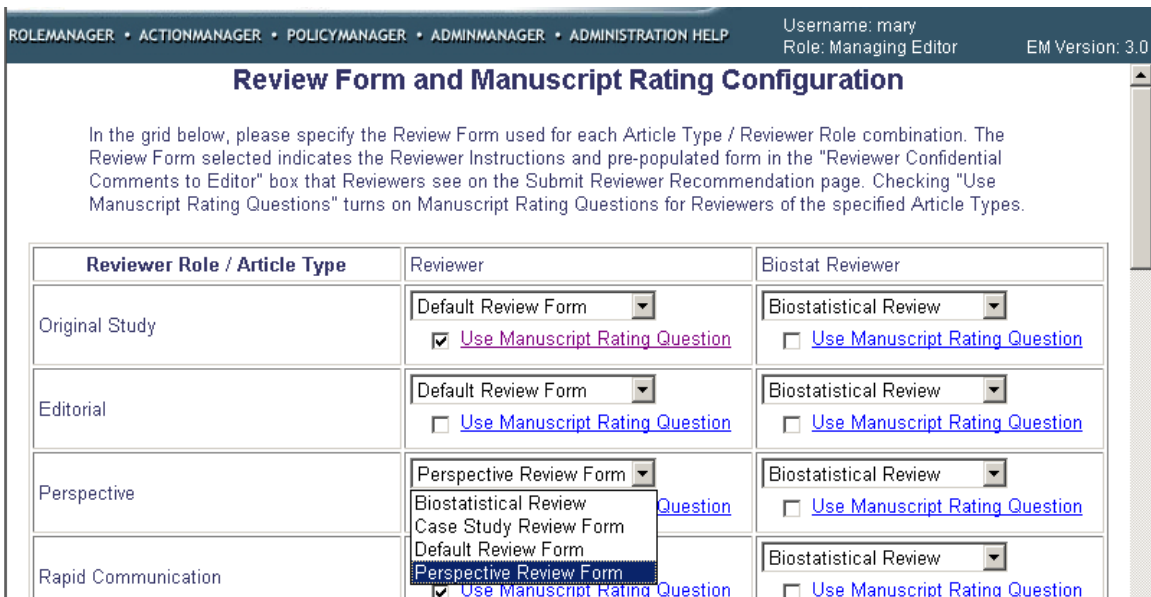 ROLEMANAGER • ACTIONMANAGER • POLICYMANAGER • ADMINMANAGER • ADMINISTRATION HELP
Username: mary
Role: Managing Editor
EM Version: 3.0
Review Form and Manuscript Rating Configuration
In the grid below, please specify the Review Form used for each Article Type / Reviewer Role combination. The
Review Form selected indicates the Reviewer Instructions and pre-populated form in the "Reviewer Confidential
Comments to Editor" box that Reviewers see on the Submit Reviewer Recommendation page. Checking "Use
Manuscript Rating Questions" turns on Manuscript Rating Questions for Reviewers of the specified Article Types.
Reviewer Role / Article Type
Reviewer
Biostat Reviewer
Original Study
Default Review Form
Use Manuscript Rating Question
Biostatistical Review
Use Manuscript Rating Question
Editorial
Default Review Form
Use Manuscript Rating Question
Biostatistical Review
Use Manuscript Rating Question
Perspective
Perspective Review Form
Biostatistical Review
Case Study Review Form
Default Review Form
Perspective Review Form
Question
Biostatistical Review
Use Manuscript Rating Question
Rapid Communication
Use Manuscript Rating Question
Biostatistical Review
Use Manuscript Rating Question